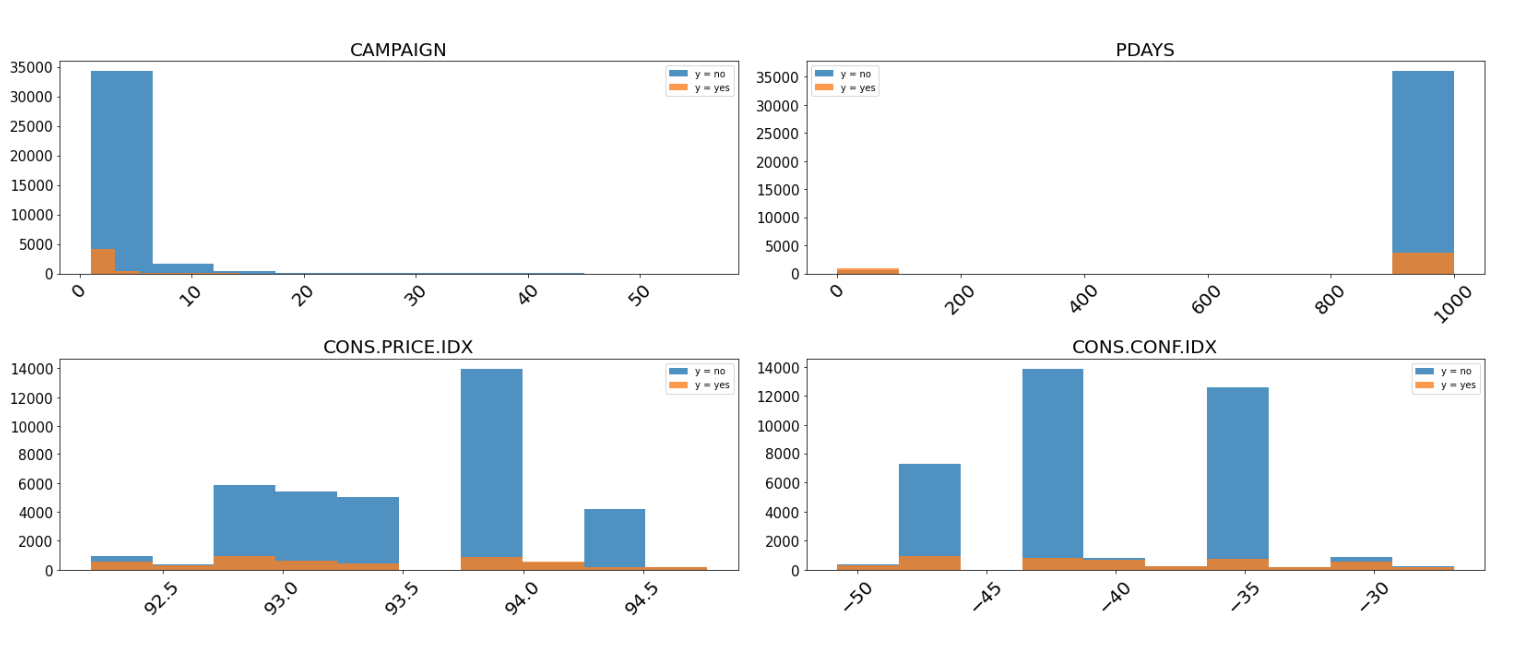 CAMPAIGN
35000
30000
25000
20000
15000
10000
5000
0
y = no
y = yes
0 10 20 30 40 50
PDAYS
35000
30000
25000
20000
15000
10000
5000
0
y = no
y = yes
0 200 400 600 800 1000
CONS.PRICE.IDX
14000
12000
10000
8000
6000
4000
2000
0
y = no
y = yes
92.5 93.0 93.5 94.0 94.5
CONS.CONF.IDX
14000
12000
10000
8000
6000
4000
2000
0
y = no
y = yes
−50 −45 −40 −35 −30